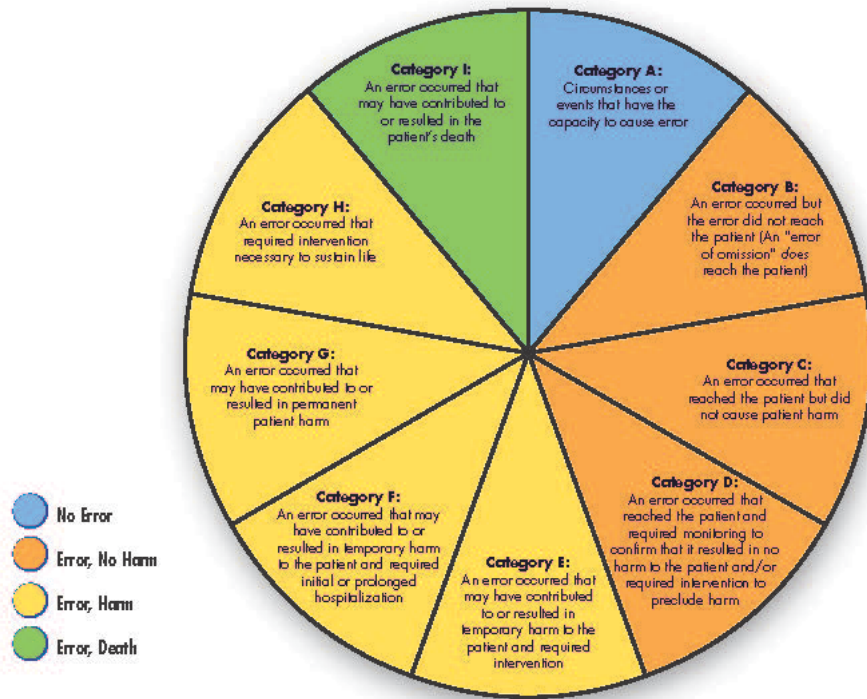 Category I:
An error occurred that
may have contributed to
or resulted in the
patient's death
Category A:
Circumstances or
events that have the
capacity to cause error
Category B:
An error occurred but
the error did not reach
the patient (An "error
of omission" does
reach the patient)
Category C:
An error occurred that
reached the patient but did
not cause patient harm
Category D:
An error occurred that
reached the patient and
required monitoring to
confirm that it resulted in no
harm to the patient and/or
required intervention to
preclude harm
Category E:
An error occurred that
may have contributed
to or resulted in
temporary harm to the
patient and required
intervention
Category F:
An error occurred that may
have contributed to or
resulted in temporary harm
to the patient and required
initial or prolonged
hospitalization
Category G:
An error occurred that
may have contributed to or
resulted in permanent
patient harm
Category H:
An error occurred that
required intervention
necessary to sustain life
No Error
Error, No Harm
Error, Harm
Error, Death